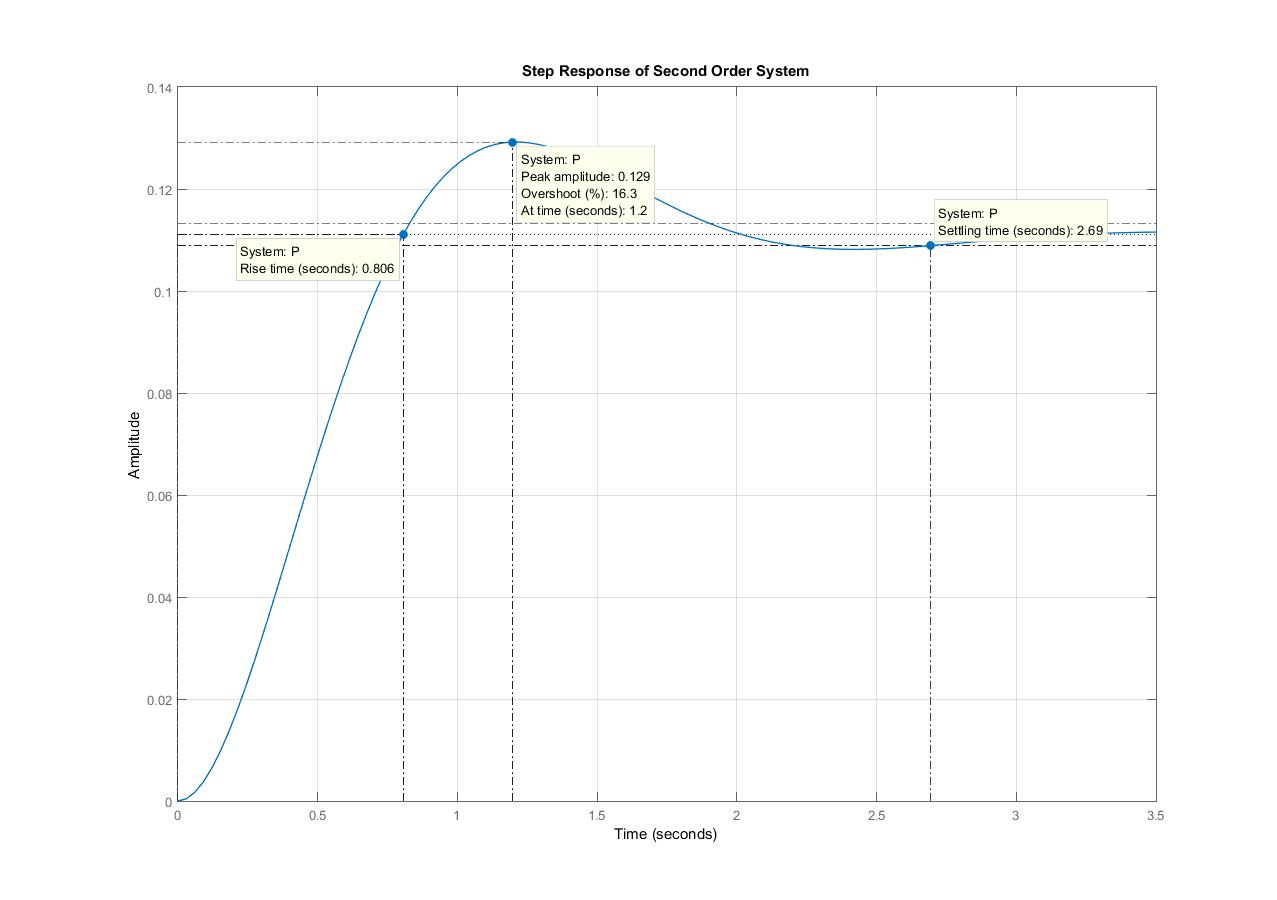 Step Response of Second Order System
0.14
0.12
0.1
0.08
0.06
0.04
0.02
0
Amplitude
System: P
Peak amplitude: 0.129
Overshoot (%): 16.3
At time (seconds): 1.2
System: P
Settling time (seconds): 2.69
System: P
Rise time (seconds): 0.806
0 0.5 1 1.5 2 2.5 3 3.5
Time (seconds)